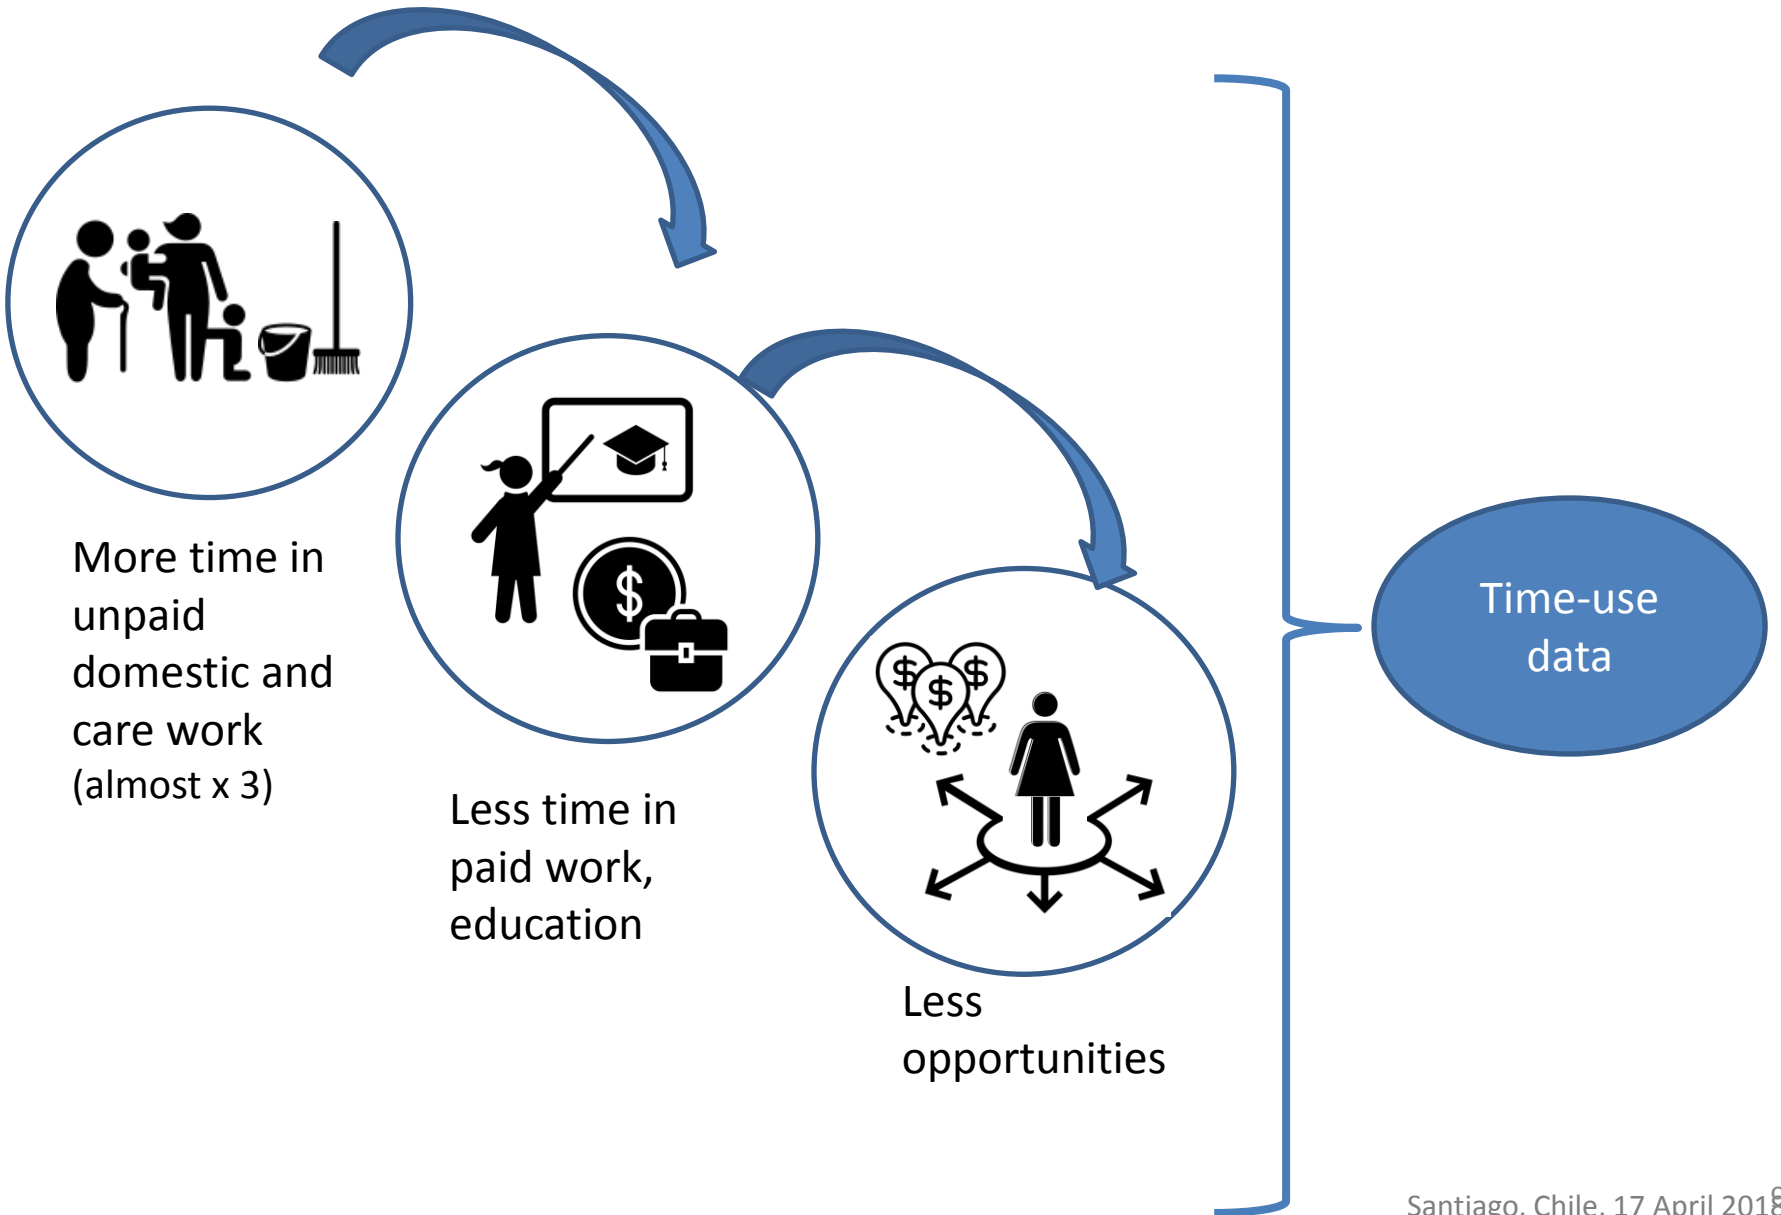 More time in
unpaid
domestic and
care work
(almost x 3)
Less time in
paid work,
education
Less
opportunities
Time-use
data
$
$
$
$
Santiago, Chile, 17 April 2018